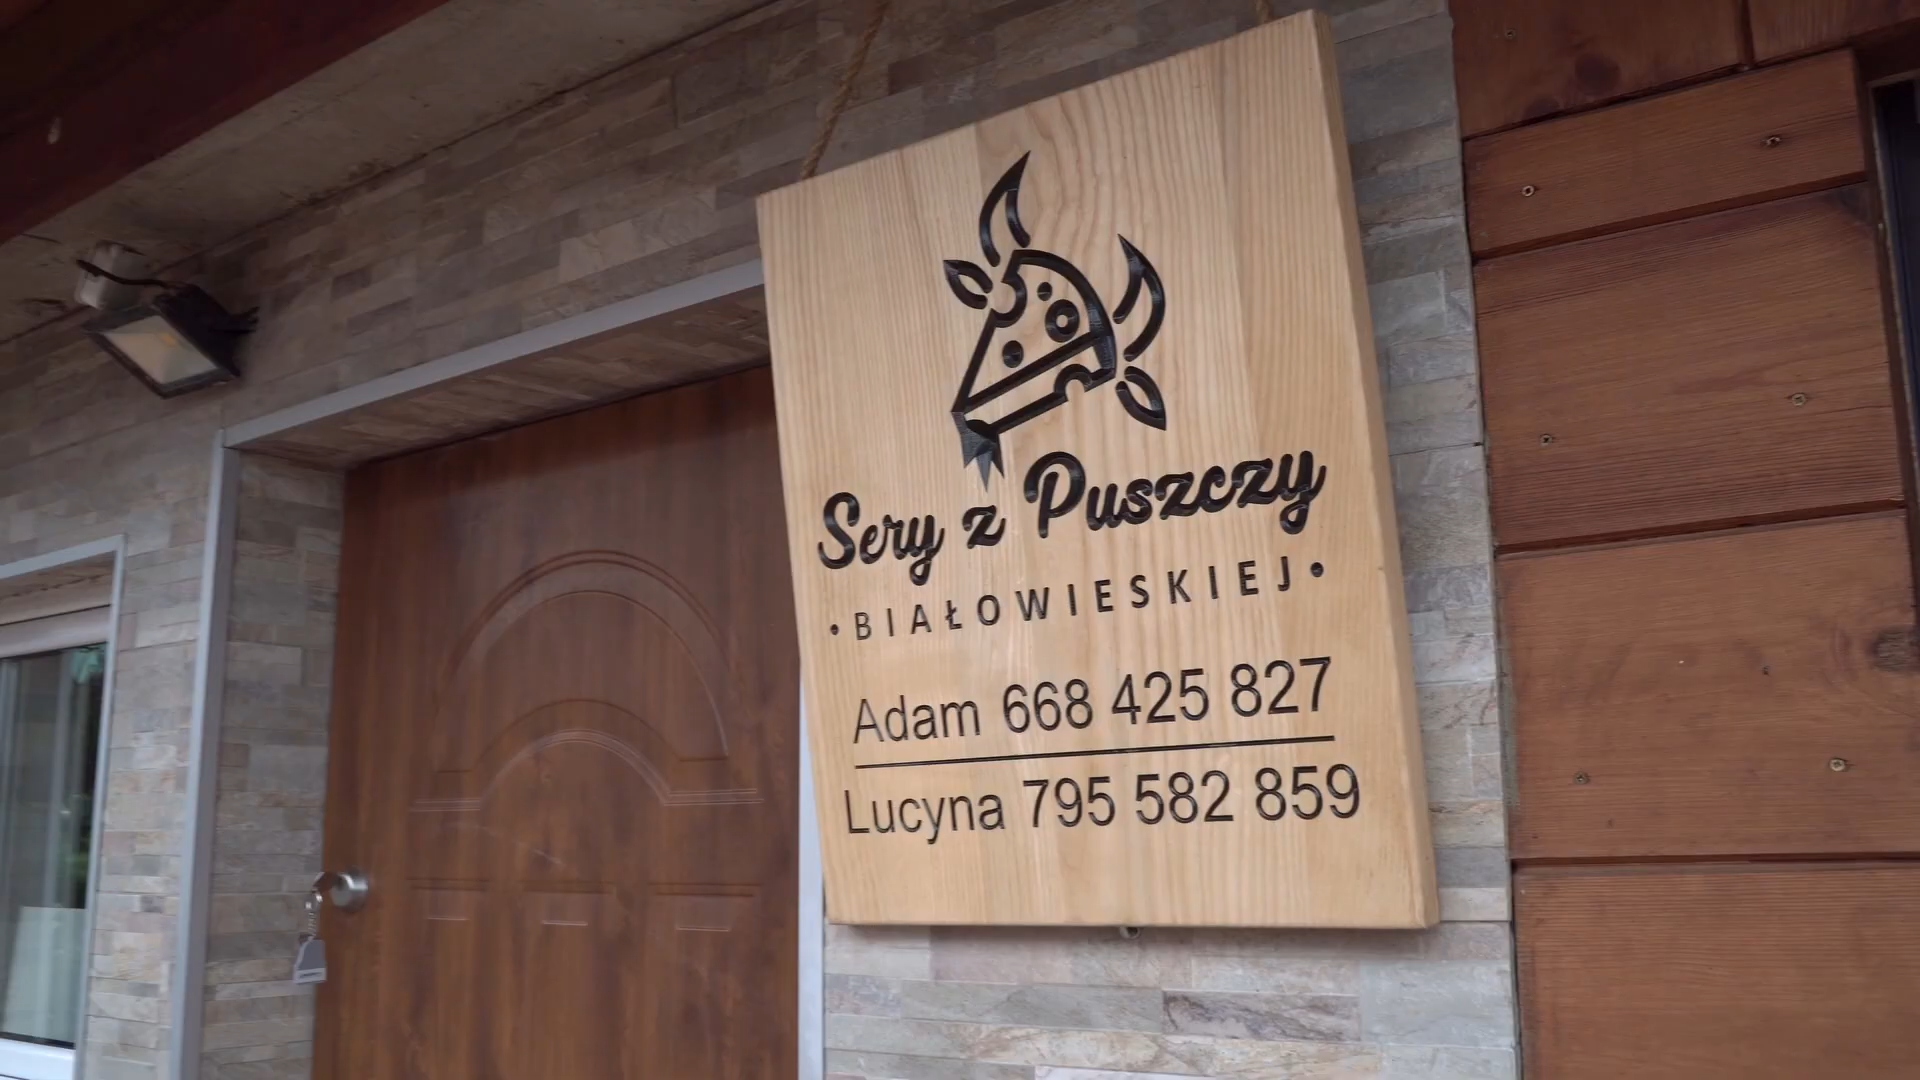 Sery z Puszczy
• BIAŁOWIESKIEJ •
Adam 668 425 827
Lucyna 795 582 859